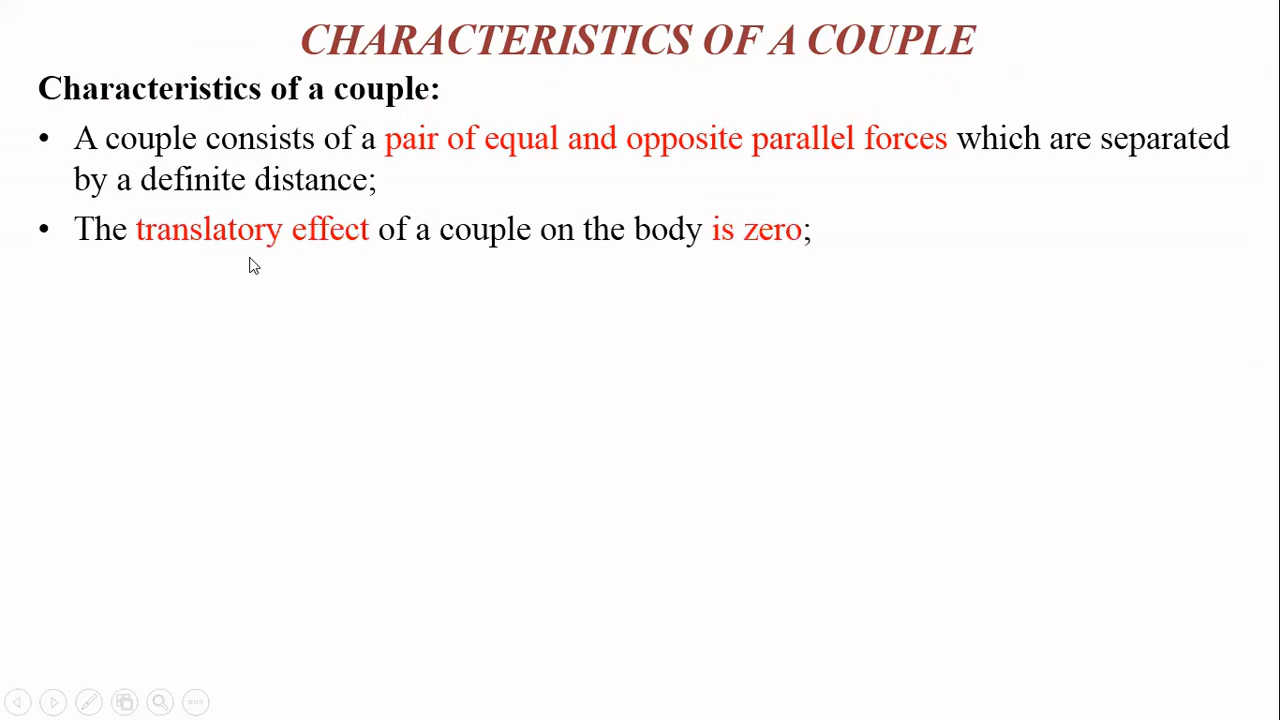 CHARACTERISTICS OF A COUPLE
Characteristics of a couple:
• A couple consists of a pair of equal and opposite parallel forces which are separated
by a definite distance;
• The translatory effect of a couple on the body is zero;